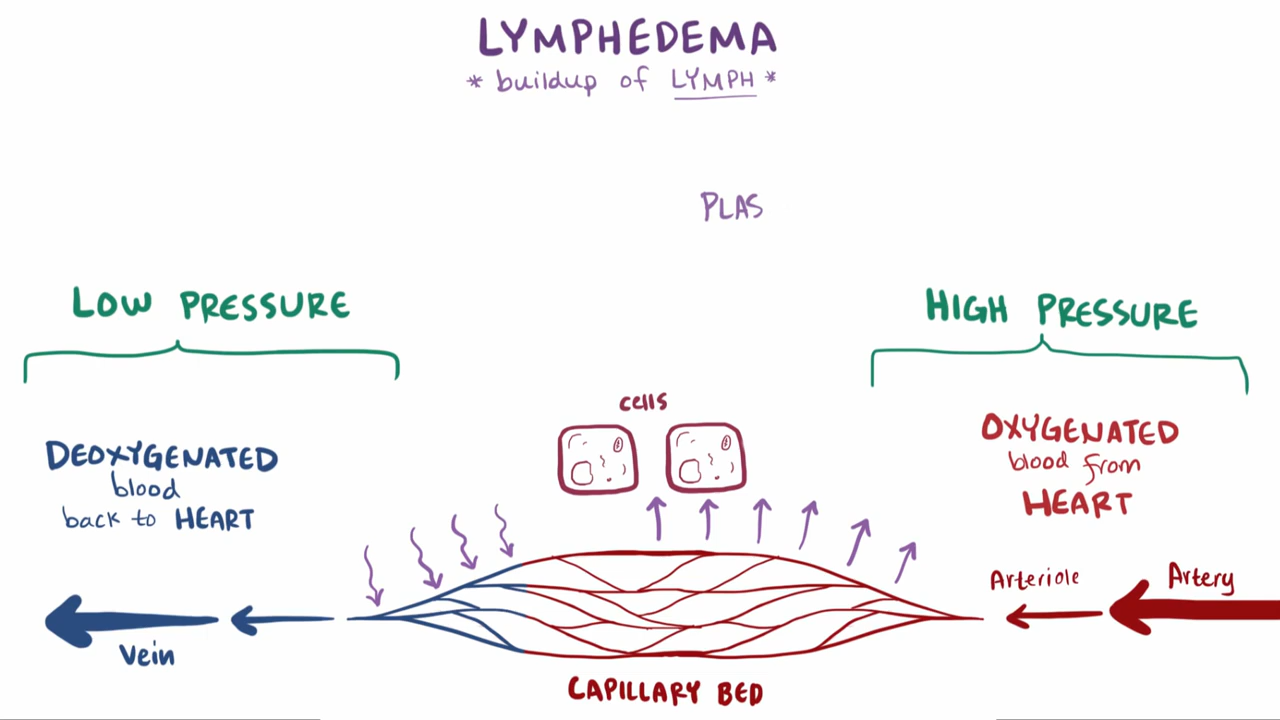 LYMPHEDEMA
* buildup of LYMPH *
PLAS
LOW PRESSURE
HIGH PRESSURE
cells
DEOXYGENATED
blood
back to HEART
OXYGENATED
blood from
HEART
Arteriole
Artery
Vein
CAPILLARY BED